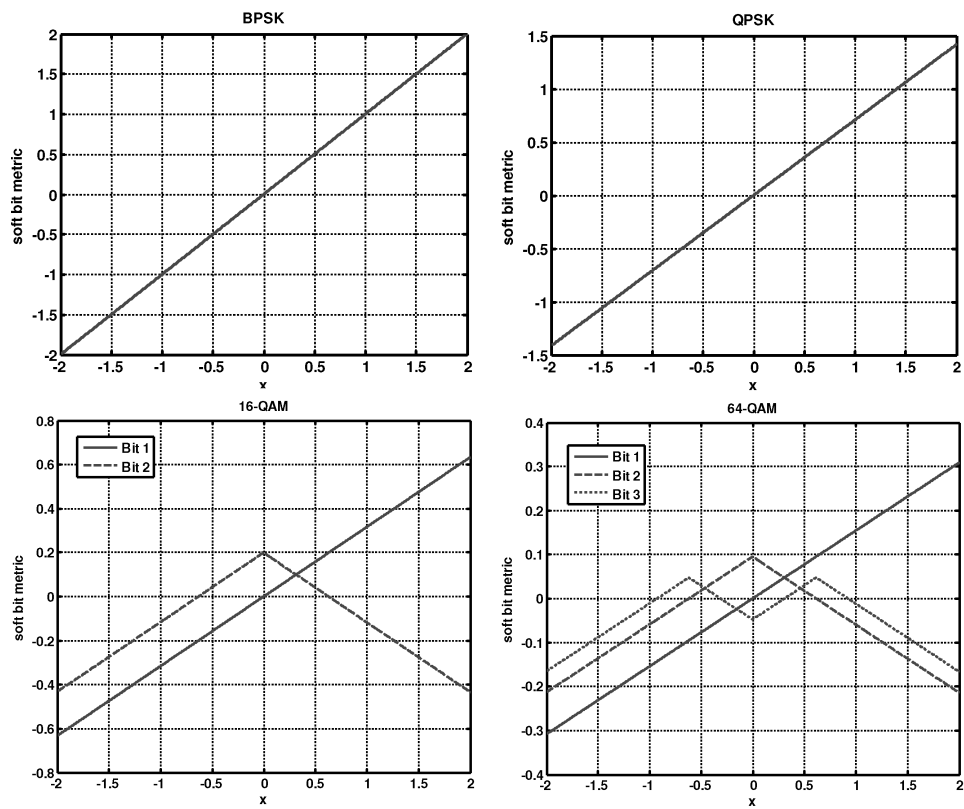 BPSK
2
1.5
1
0.5
0
-0.5
-1
-1.5
-2
soft bit metric
-2 -1.5 -1 -0.5 0 0.5 1 1.5 2
x
QPSK
1.5
1
0.5
0
-0.5
-1
-1.5
soft bit metric
-2 -1.5 -1 -0.5 0 0.5 1 1.5 2
x
16-QAM
0.8
0.6
0.4
0.2
0
-0.2
-0.4
-0.6
-0.8
soft bit metric
Bit 1
Bit 2
-2 -1.5 -1 -0.5 0 0.5 1 1.5 2
x
64-QAM
0.4
0.3
0.2
0.1
0
-0.1
-0.2
-0.3
-0.4
soft bit metric
Bit 1
Bit 2
Bit 3
-2 -1.5 -1 -0.5 0 0.5 1 1.5 2
x